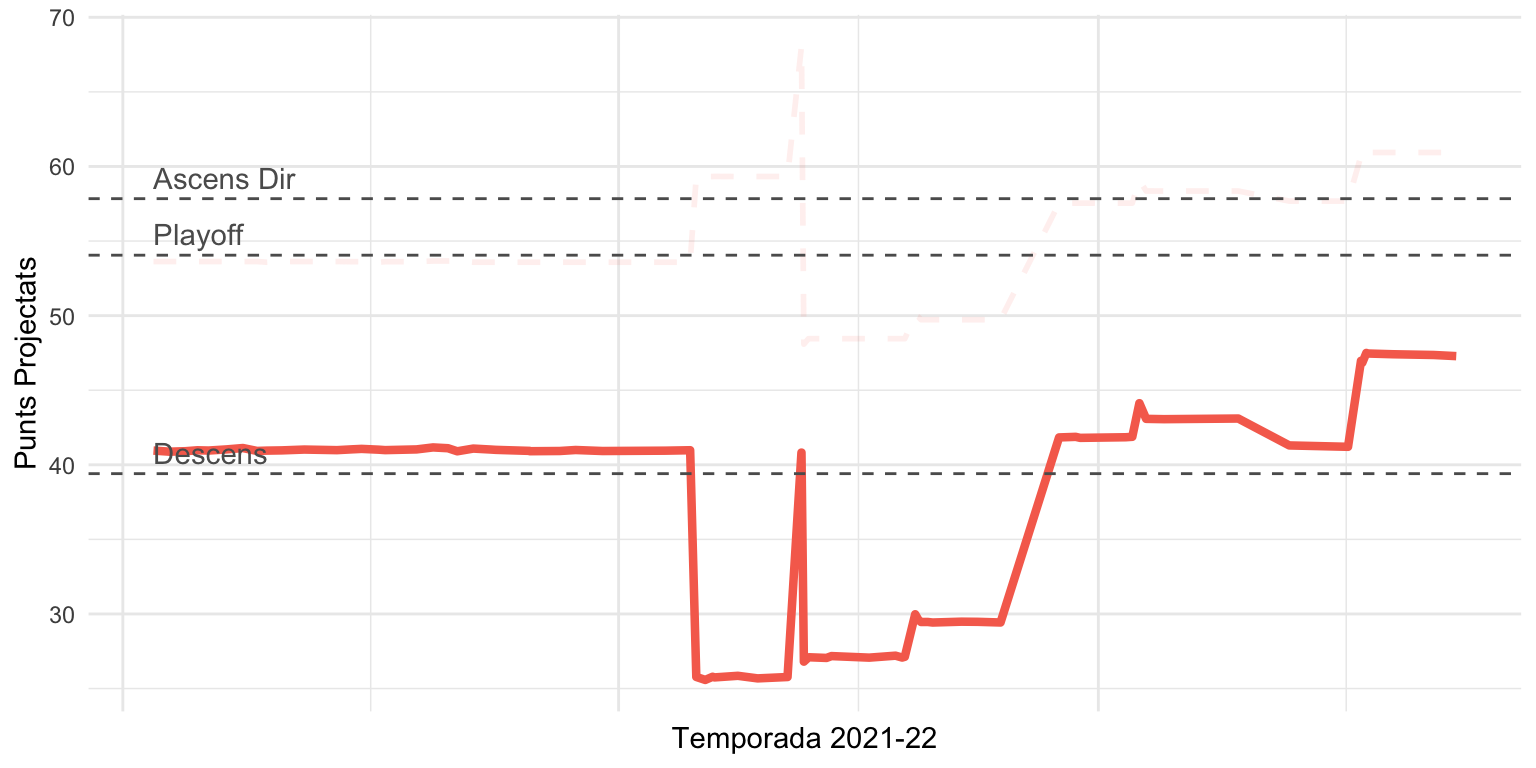 70
60
50
40
30
Punts Projectats
Ascens Dir
Playoff
Descens
Temporada 2021-22